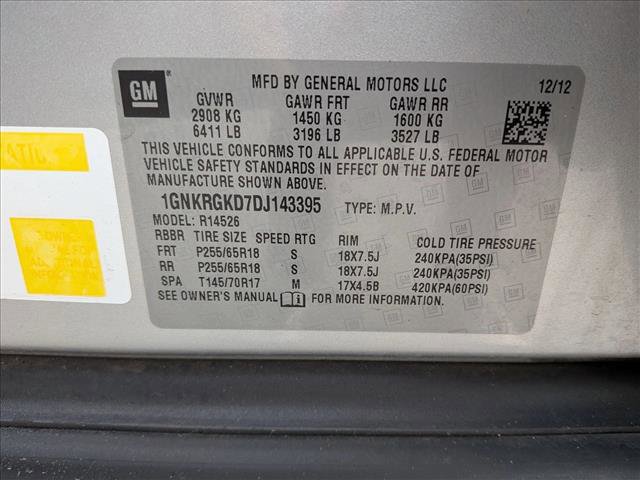 GM
MFD BY GENERAL MOTORS LLC 12/12
GVWR GAWR FRT GAWR RR
2908 KG 1450 KG 1600 KG
6411 LB 3196 LB 3527 LB
THIS VEHICLE CONFORMS TO ALL APPLICABLE U.S. FEDERAL MOTOR
VEHICLE SAFETY STANDARDS IN EFFECT ON THE DATE OF
MANUFACTURE SHOWN ABOVE.
1GNKRGKD7DJ143395 TYPE: M.P.V.
MODEL: R14526
RBBR TIRE SIZE SPEED RTG RIM COLD TIRE PRESSURE
FRT P255/65R18 S 18X7.5J 240KPA(35PSI)
RR P255/65R18 S 18X7.5J 240KPA(35PSI)
SPA T145/70R17 M 17X4.5B 420KPA(60PSI)
SEE OWNER'S MANUAL FOR MORE INFORMATION.